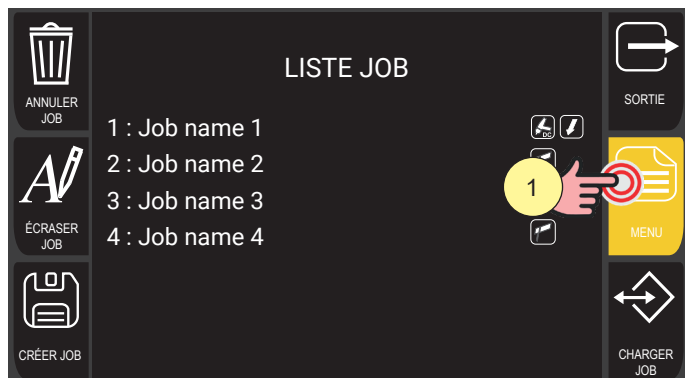 LISTE JOB
ANNULER
JOB
ÉCRASER
JOB
CRÉER JOB
1 : Job name 1
DC
2 : Job name 2
3 : Job name 3
4 : Job name 4
1
SORTIE
MENU
CHARGER
JOB